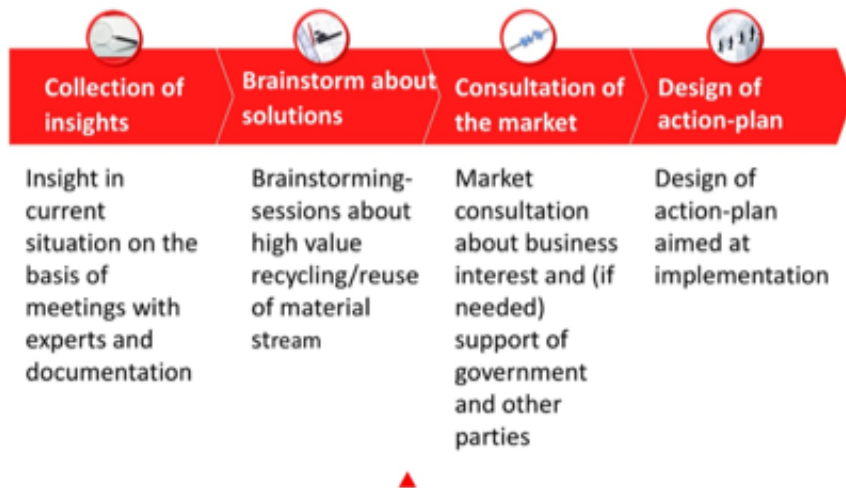 Collection of
insights
Brainstorm about
solutions
Consultation of
the market
Design of
action-plan
Insight in
current
situation on the
basis of
meetings with
experts and
documentation
Brainstorming-
sessions about
high value
recycling/reuse
of material
stream
Market
consultation
about business
interest and (if
needed)
support of
government
and other
parties
Design of
action-plan
aimed at
implementation